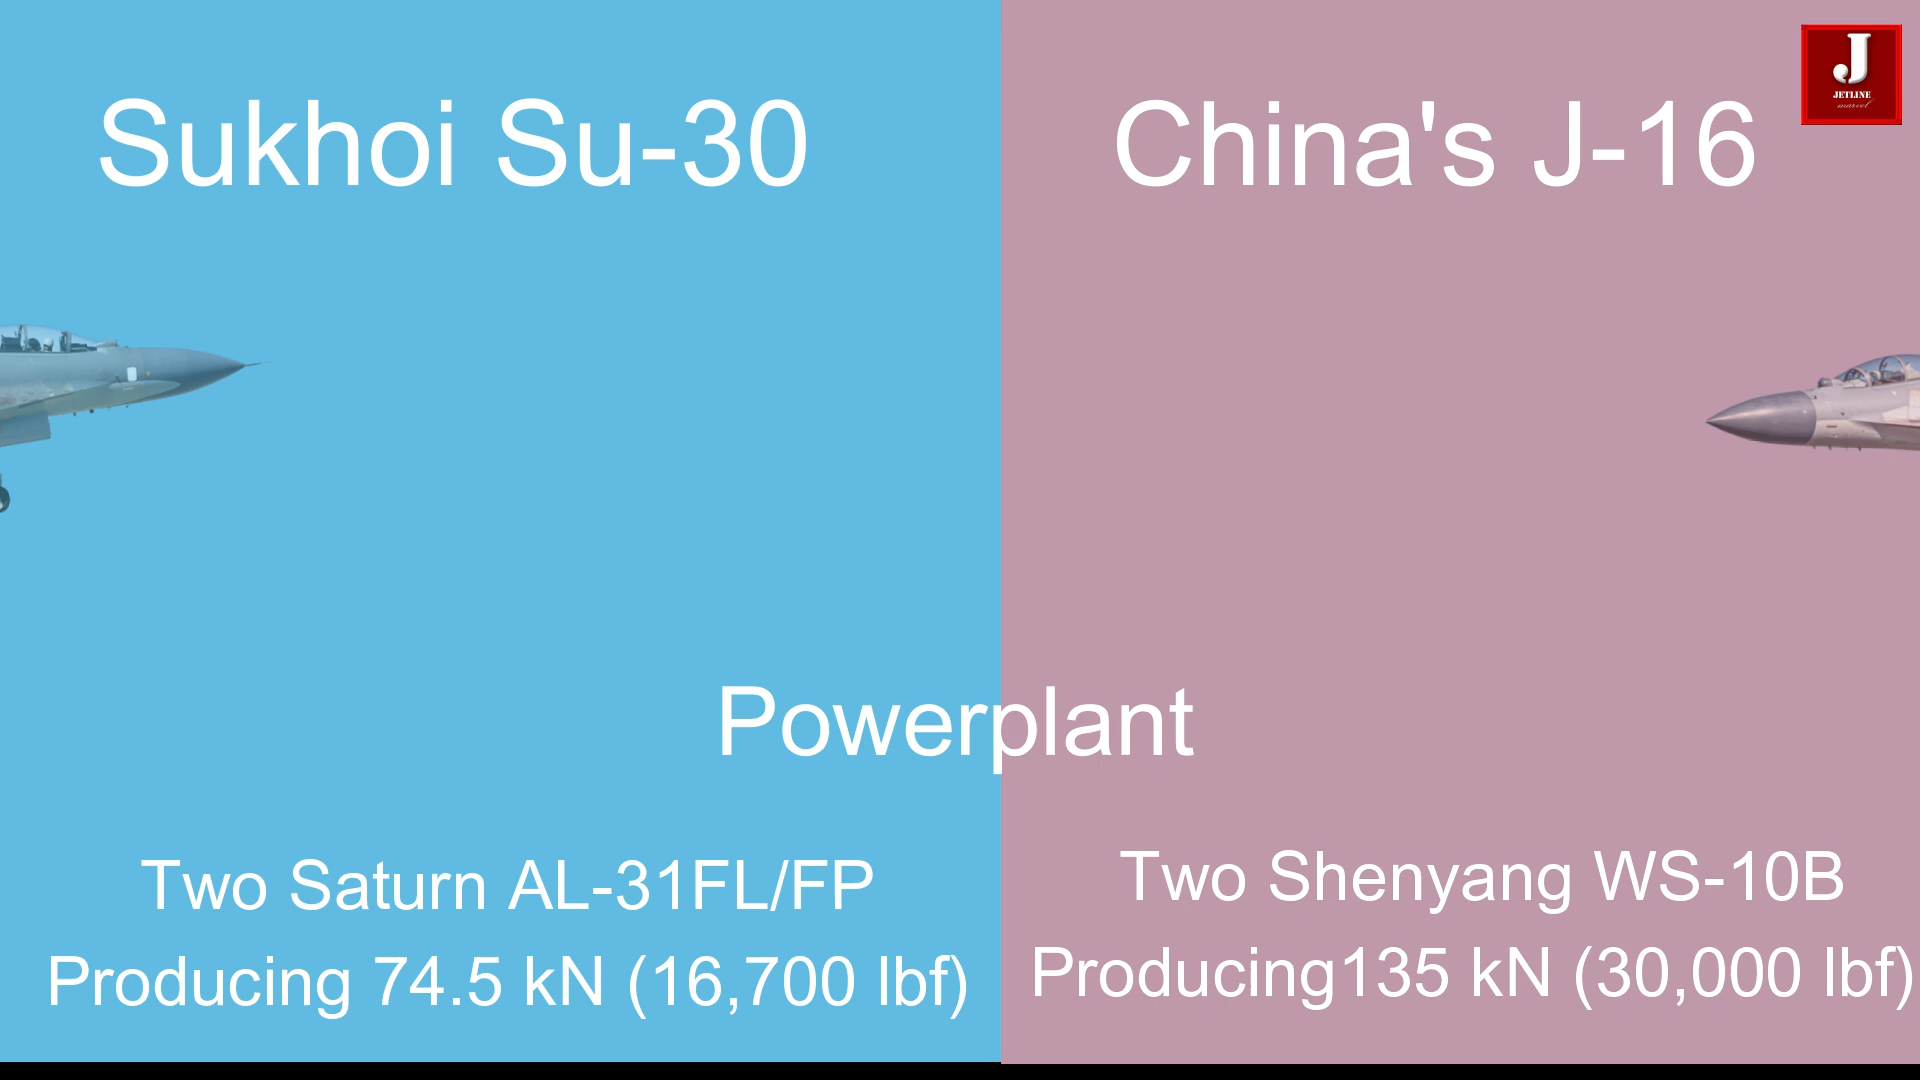 Sukhoi Su-30
China's J-16
J
JETLINE
marvel
Powerplant
Two Saturn AL-31FL/FP
Producing 74.5 kN (16,700 lbf)
Two Shenyang WS-10B
Producing135 kN (30,000 lbf)